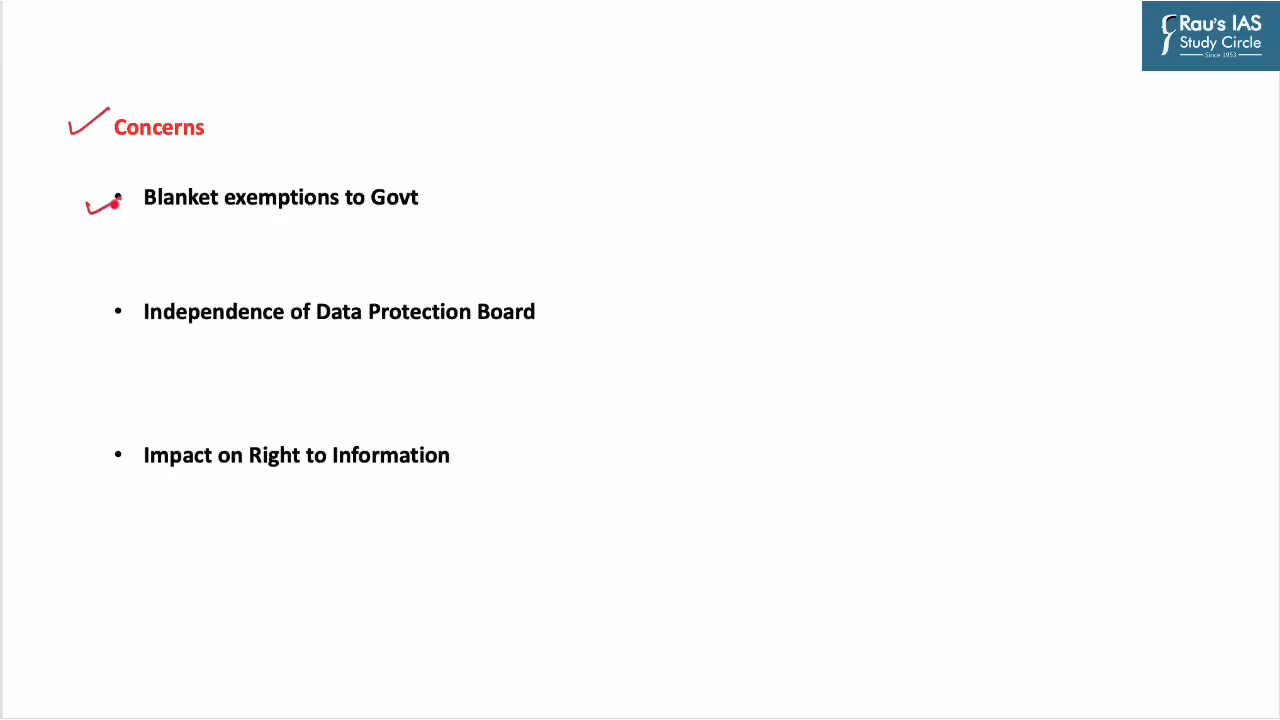 Rau's IAS
Study Circle
Since 1953
Concerns
• Blanket exemptions to Govt
• Independence of Data Protection Board
• Impact on Right to Information